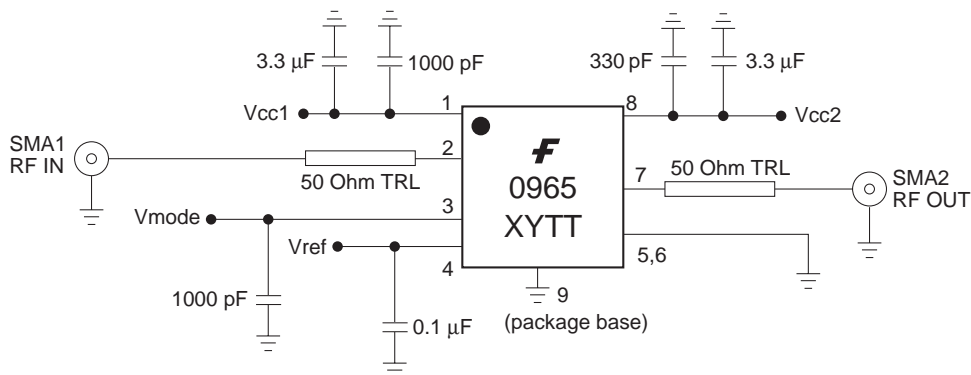 3.3 μF
1000 pF
330 pF
3.3 μF
Vcc1
1
8
Vcc2
SMA1
RF IN
2
50 Ohm TRL
0965
XYTT
7
50 Ohm TRL
SMA2
RF OUT
Vmode
3
Vref
4
5,6
1000 pF
0.1 μF
9
(package base)